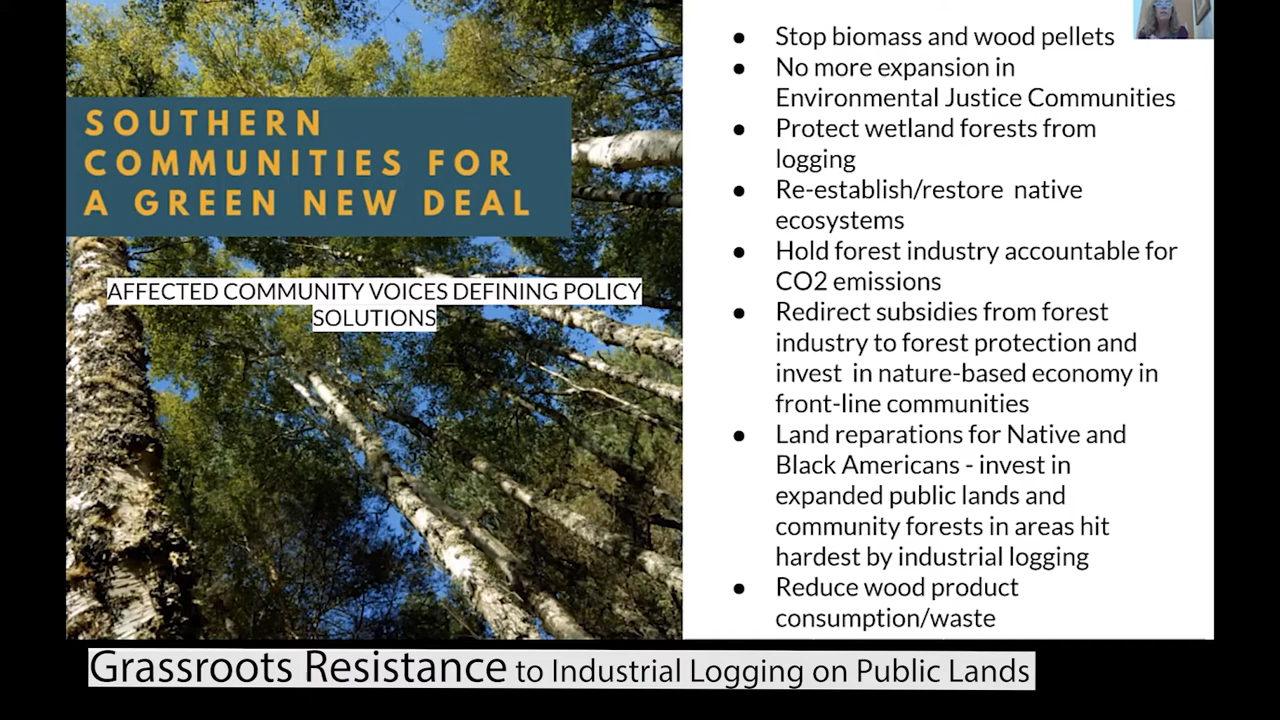 SOUTHERN
COMMUNITIES FOR
A GREEN NEW DEAL
AFFECTED COMMUNITY VOICES DEFINING POLICY
SOLUTIONS
● Stop biomass and wood pellets
● No more expansion in
Environmental Justice Communities
● Protect wetland forests from
logging
● Re-establish/restore native
ecosystems
● Hold forest industry accountable for
CO2 emissions
● Redirect subsidies from forest
industry to forest protection and
invest in nature-based economy in
front-line communities
● Land reparations for Native and
Black Americans - invest in
expanded public lands and
community forests in areas hit
hardest by industrial logging
● Reduce wood product
consumption/waste
Grassroots Resistance to Industrial Logging on Public Lands